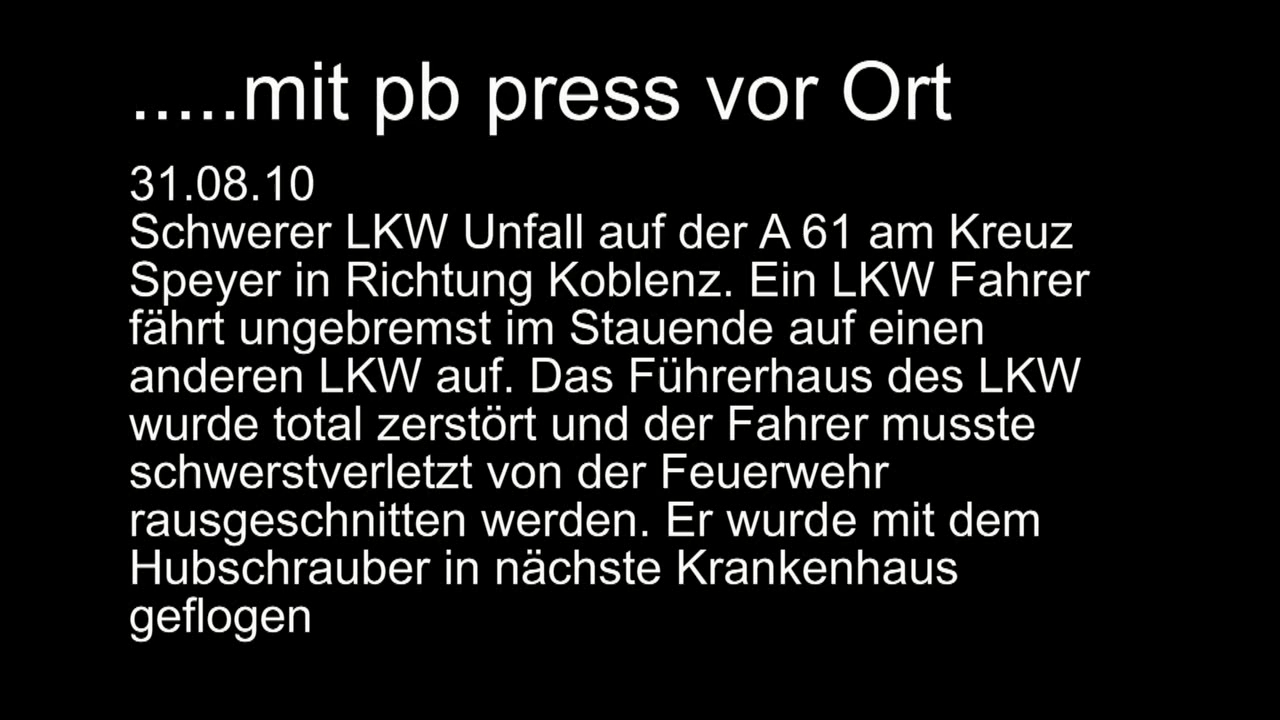 .....mit pb press vor Ort
31.08.10
Schwerer LKW Unfall auf der A 61 am Kreuz
Speyer in Richtung Koblenz. Ein LKW Fahrer
fährt ungebremst im Stauende auf einen
anderen LKW auf. Das Führerhaus des LKW
wurde total zerstört und der Fahrer musste
schwerstverletzt von der Feuerwehr
rausgeschnitten werden. Er wurde mit dem
Hubschrauber in nächste Krankenhaus
geflogen